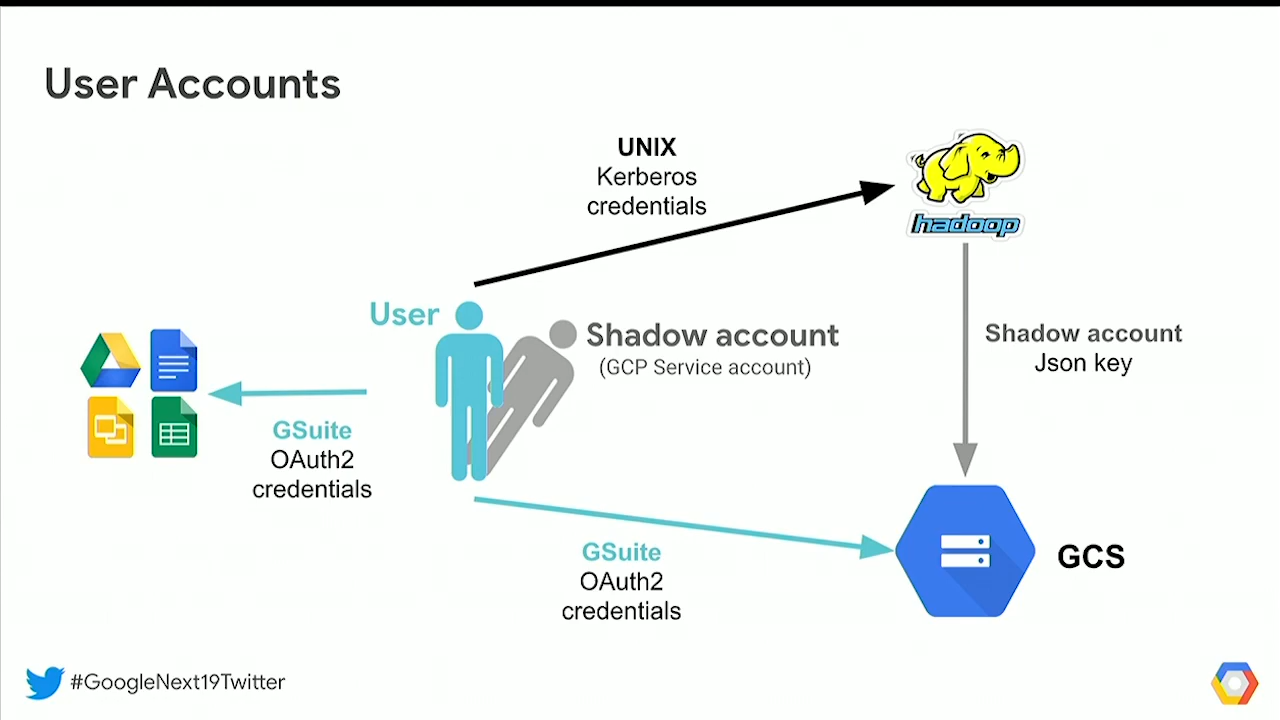 User Accounts
UNIX
Kerberos
credentials
hadoop
User
Shadow account
(GCP Service account)
Shadow account
Json key
GSuite
OAuth2
credentials
GSuite
OAuth2
credentials
GCS
#GoogleNext19Twitter